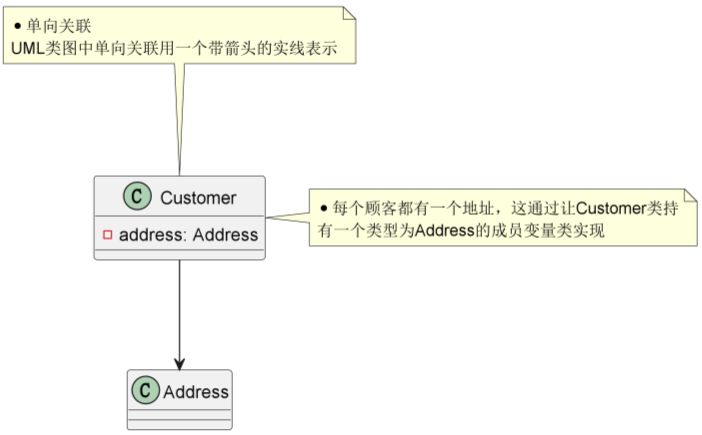 ● 单向关联
UML类图中单向关联用一个带箭头的实线表示
C Customer
address: Address
● 每个顾客都有一个地址，这通过让Customer类持
有一个类型为Address的成员变量类实现
C Address